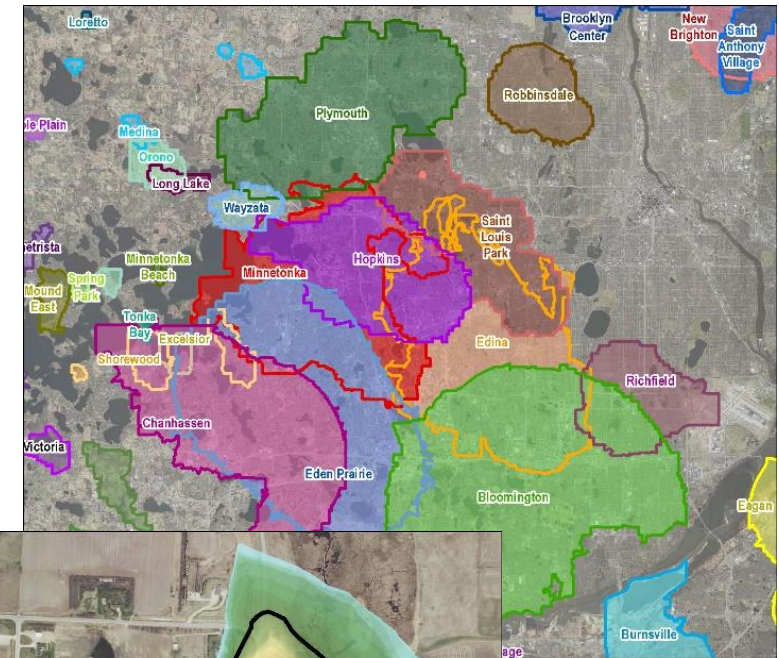 Loretto
Brooklyn
Center
New
Brighton
Saint
Anthony
Village
Plymouth
Robbinsdale
ple Plain
Medina
Orono
Long Lake
Wayzata
Saint
Louis
Park
etrista
Minnetonka
Beach
Hopkins
Minnetonka
Spring
Park
Mound
East
Tonka
Bay
Excelsior
Edina
Shorewood
Richfield
Chanhassen
Victoria
Eden Prairie
Bloomington
Eagan
Burnsville
age